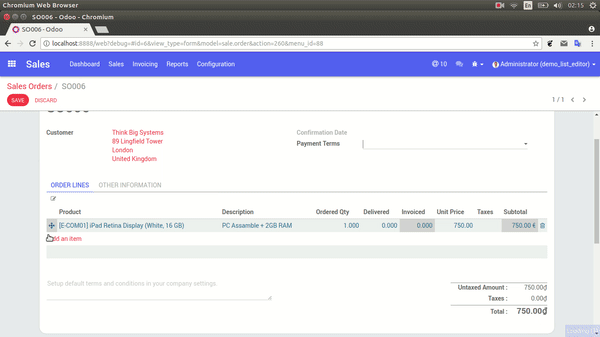 Chromium Web Browser
En
02:15
SO006 - Odoo - Chromium
SO006 - Odoo
localhost:8888/web?debug=#id=6&view_type=form&model=sale.order&action=260&menu_id=88
Sales
Dashboard Sales Invoicing Reports Configuration
@ 10
Administrator (demo_list_editor)
Sales Orders / SO006
SAVE DISCARD
1 / 1
SO006
Customer Think Big Systems
89 Lingfield Tower
London
United Kingdom
Confirmation Date
Payment Terms
ORDER LINES OTHER INFORMATION
Product Description Ordered Qty Delivered Invoiced Unit Price Taxes Subtotal
[E-COM01] iPad Retina Display (White, 16 GB) PC Assamble + 2GB RAM 1.000 0.000 0.000 750.00 750.00 €
Add an item
Setup default terms and conditions in your company settings.
Untaxed Amount : 750.00₫
Taxes : 0.00₫
Total : 750.00₫